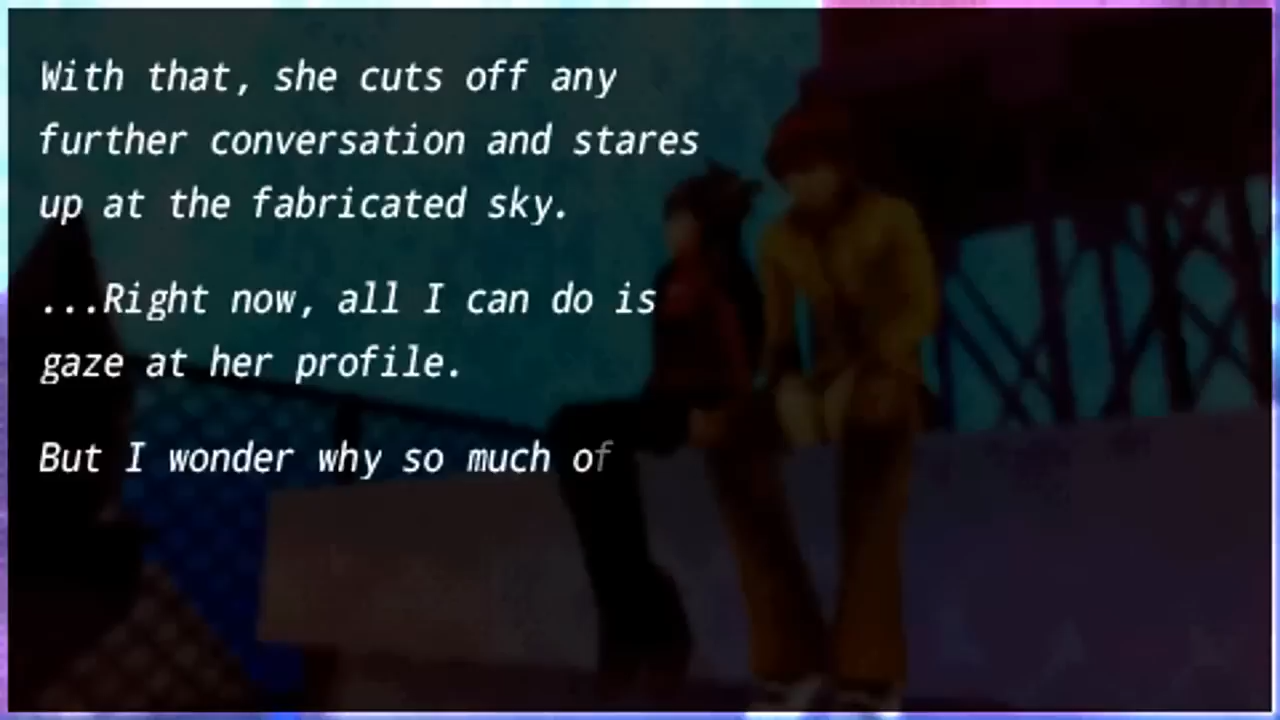 With that, she cuts off any
further conversation and stares
up at the fabricated sky.
...Right now, all I can do is
gaze at her profile.
But I wonder why so much of